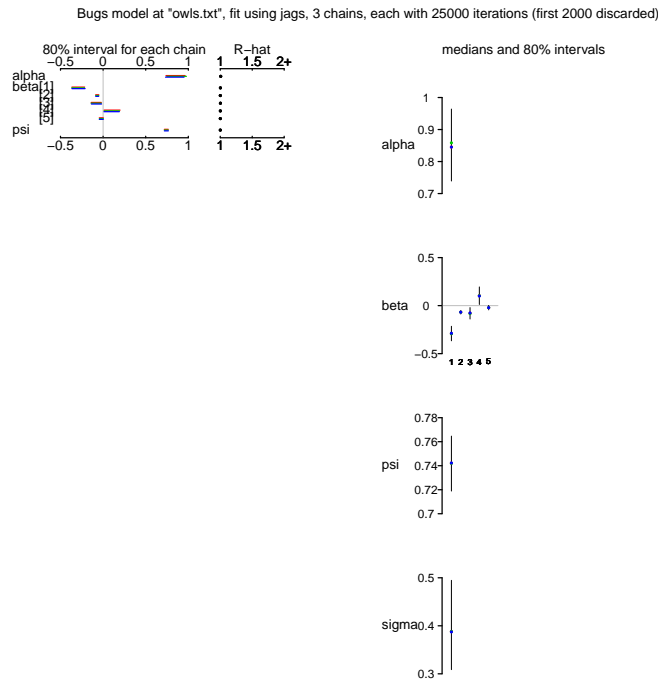 Bugs model at "owls.txt", fit using jags, 3 chains, each with 25000 iterations (first 2000 discarded)
80% interval for each chain R−hat
−0.5 0 0.5 1 1 1.5 2+
alpha
beta[1]
[2]
[3]
[4]
[5]
psi
−0.5 0 0.5 1 1 1.5 2+
medians and 80% intervals
alpha
1
0.9
0.8
0.7
beta
0.5
0
−0.5
1 2 3 4 5
psi
0.78
0.76
0.74
0.72
0.7
sigma
0.5
0.4
0.3